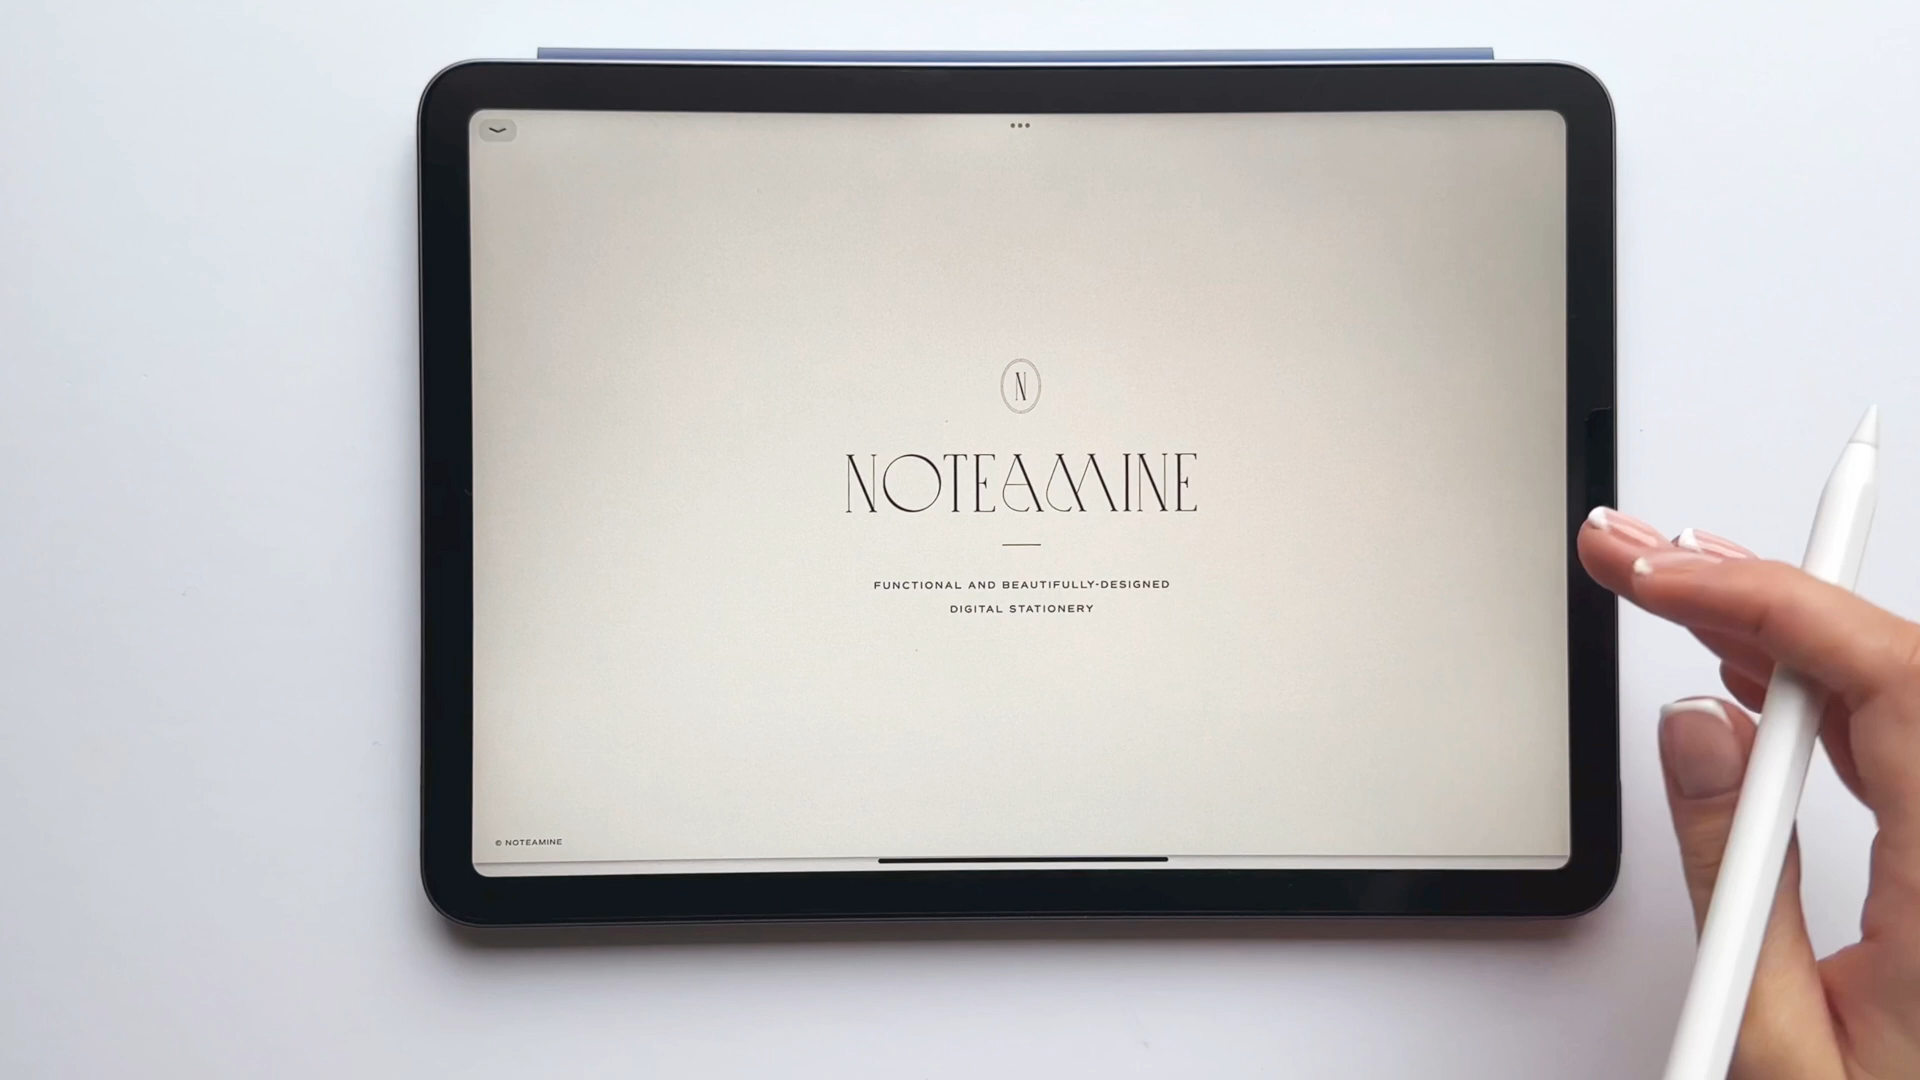 N
NOTEAMINE
FUNCTIONAL AND BEAUTIFULLY-DESIGNED
DIGITAL STATIONERY
© NOTEAMINE